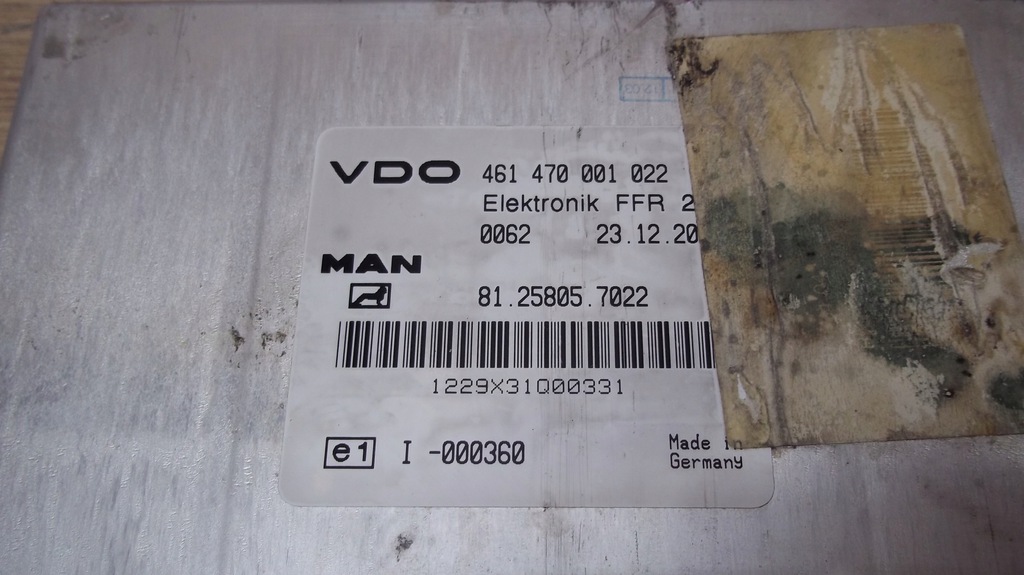 VDO 461 470 001 022
Elektronik FFR 2
0062 23.12.20
MAN
81.25805.7022
1229X31Q00331
e1 I -000360
Made in
Germany